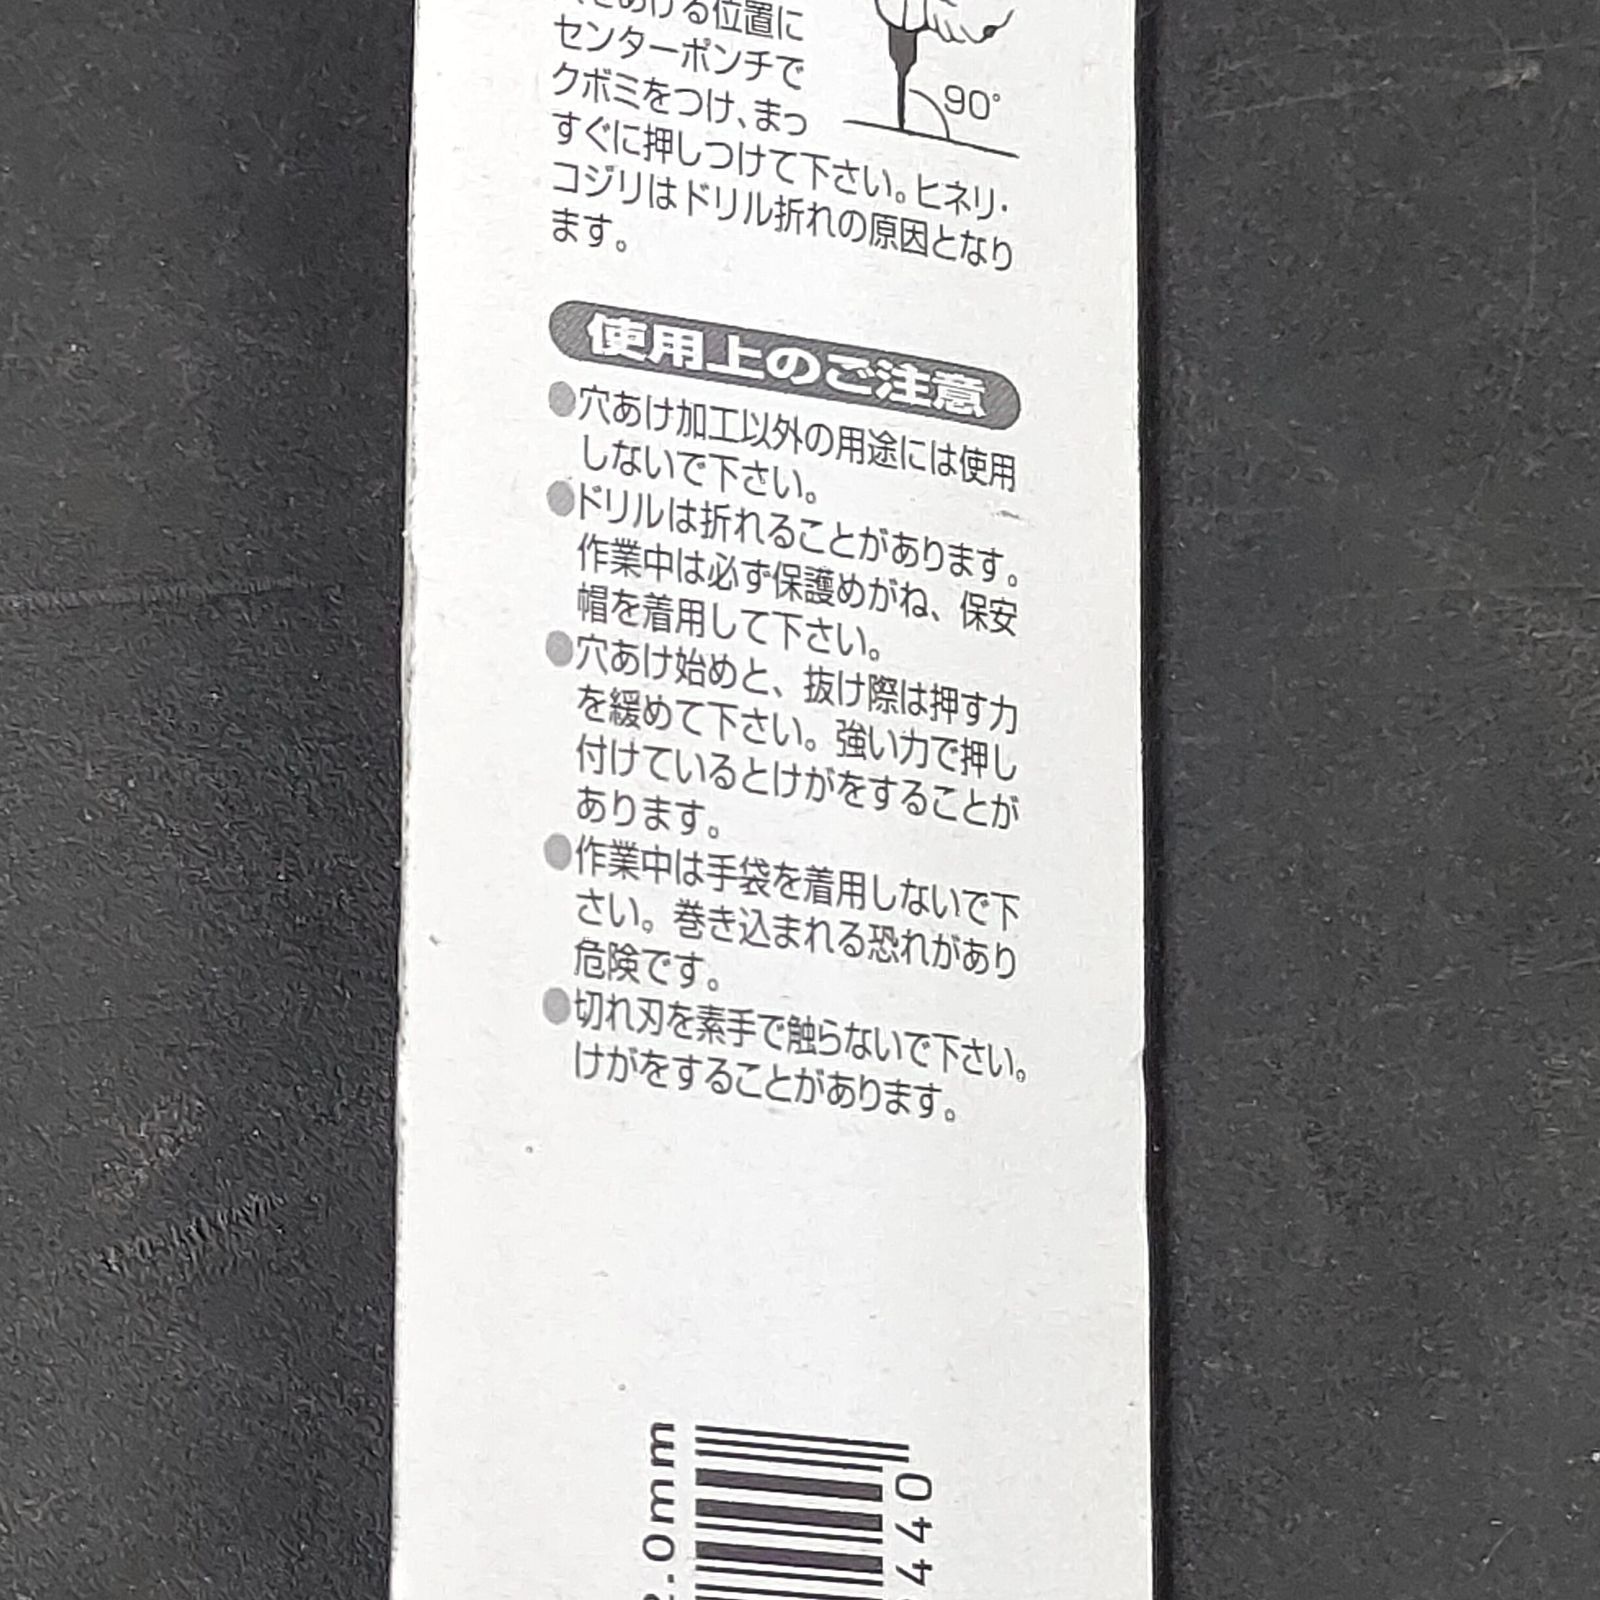 をあける位置に
センターポンチで
クボミをつけ、まっ
すぐに押しつけて下さい。ヒネリ・
コジリはドリル折れの原因となり
ます。
90°
使用上のご注意
●穴あけ加工以外の用途には使用
しないで下さい。
●ドリルは折れることがあります。
作業中は必ず保護めがね、保安
帽を着用して下さい。
●穴あけ始めと、抜け際は押す力
を緩めて下さい。強い力で押し
付けているとけがをすることが
あります。
●作業中は手袋を着用しないで下
さい。巻き込まれる恐れがあり
危険です。
●切れ刃を素手で触らないで下さい。
けがをすることがあります。
.0mm
440